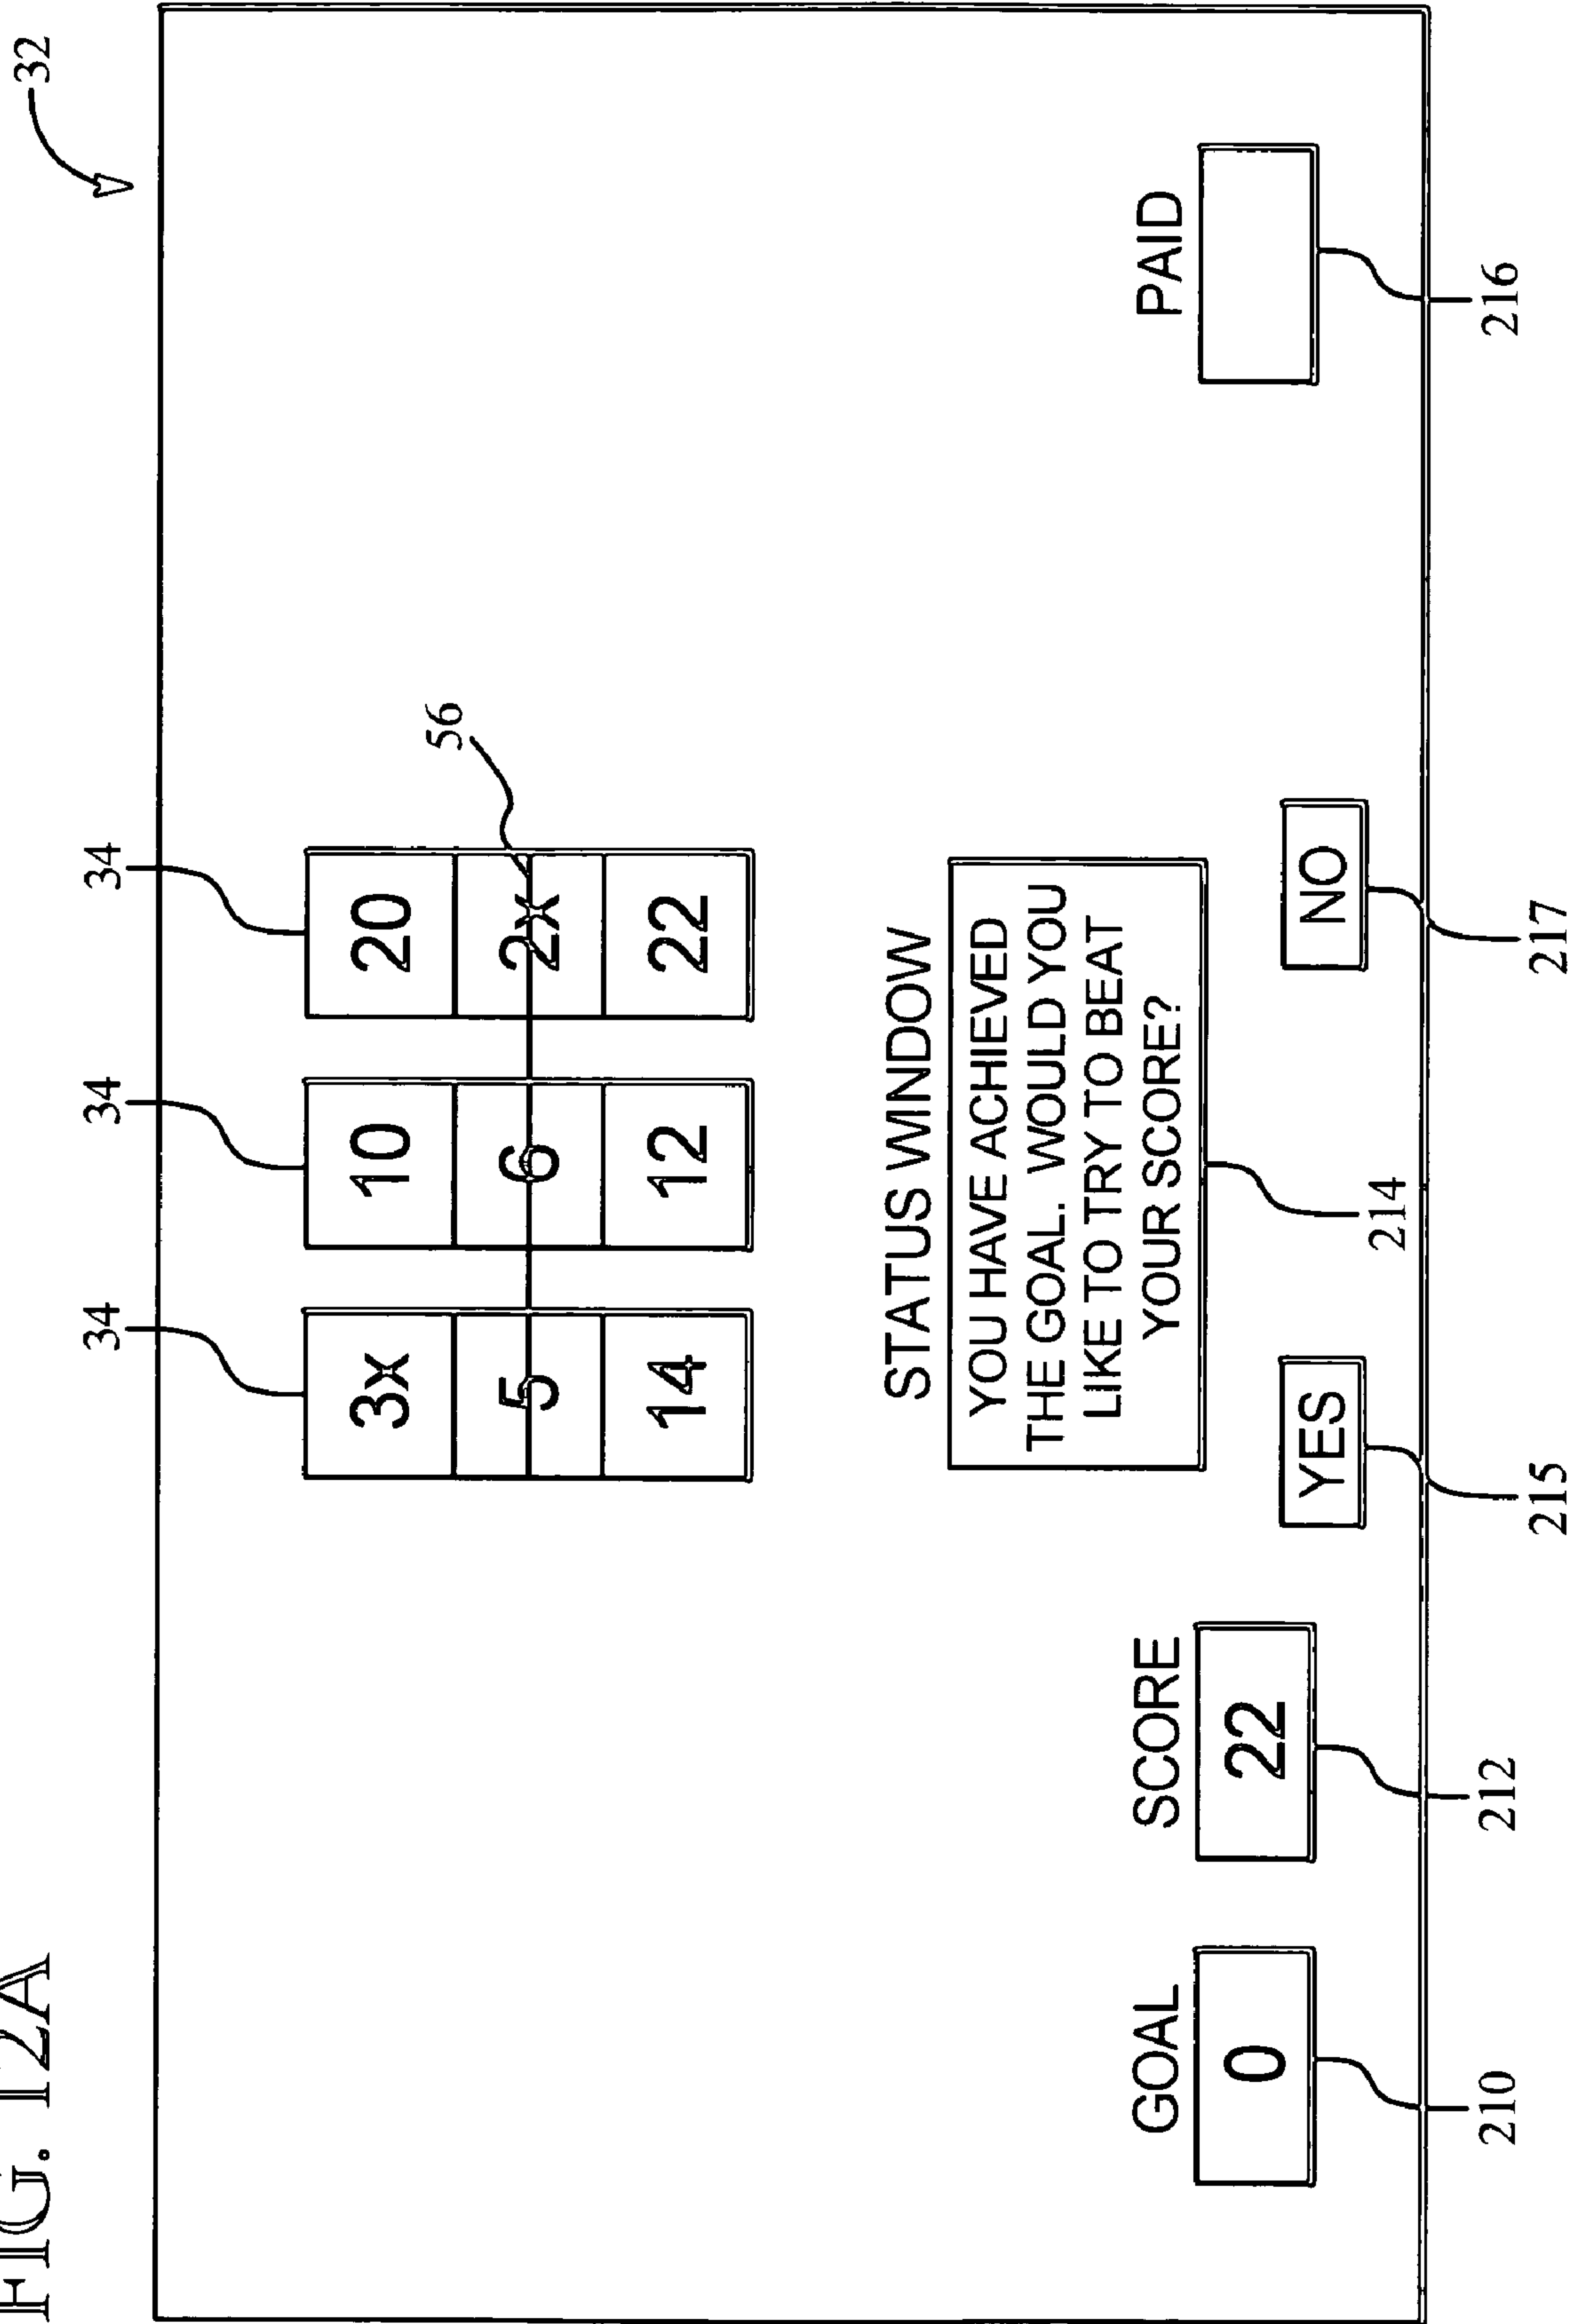 FIG. 12A
32
34 34 34
3x 10 20
5 6 2x
14 12 22
56
STATUS WINDOW
YOU HAVE ACHIEVED
THE GOAL. WOULD YOU
LIKE TO TRY TO BEAT
YOUR SCORE?
GOAL SCORE PAID
0 22
YES NO
214
210 212 216
215 217